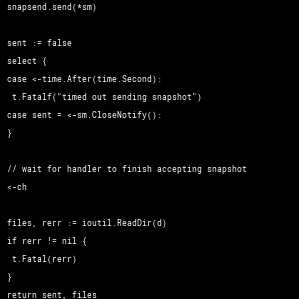 snapsend.send(*sm)
sent := false
select {
case <-time.After(time.Second):
t.Fatalf("timed out sending snapshot")
case sent = <-sm.CloseNotify():
}
// wait for handler to finish accepting snapshot
<-ch
files, rerr := ioutil.ReadDir(d)
if rerr != nil {
t.Fatal(rerr)
}
return sent, files